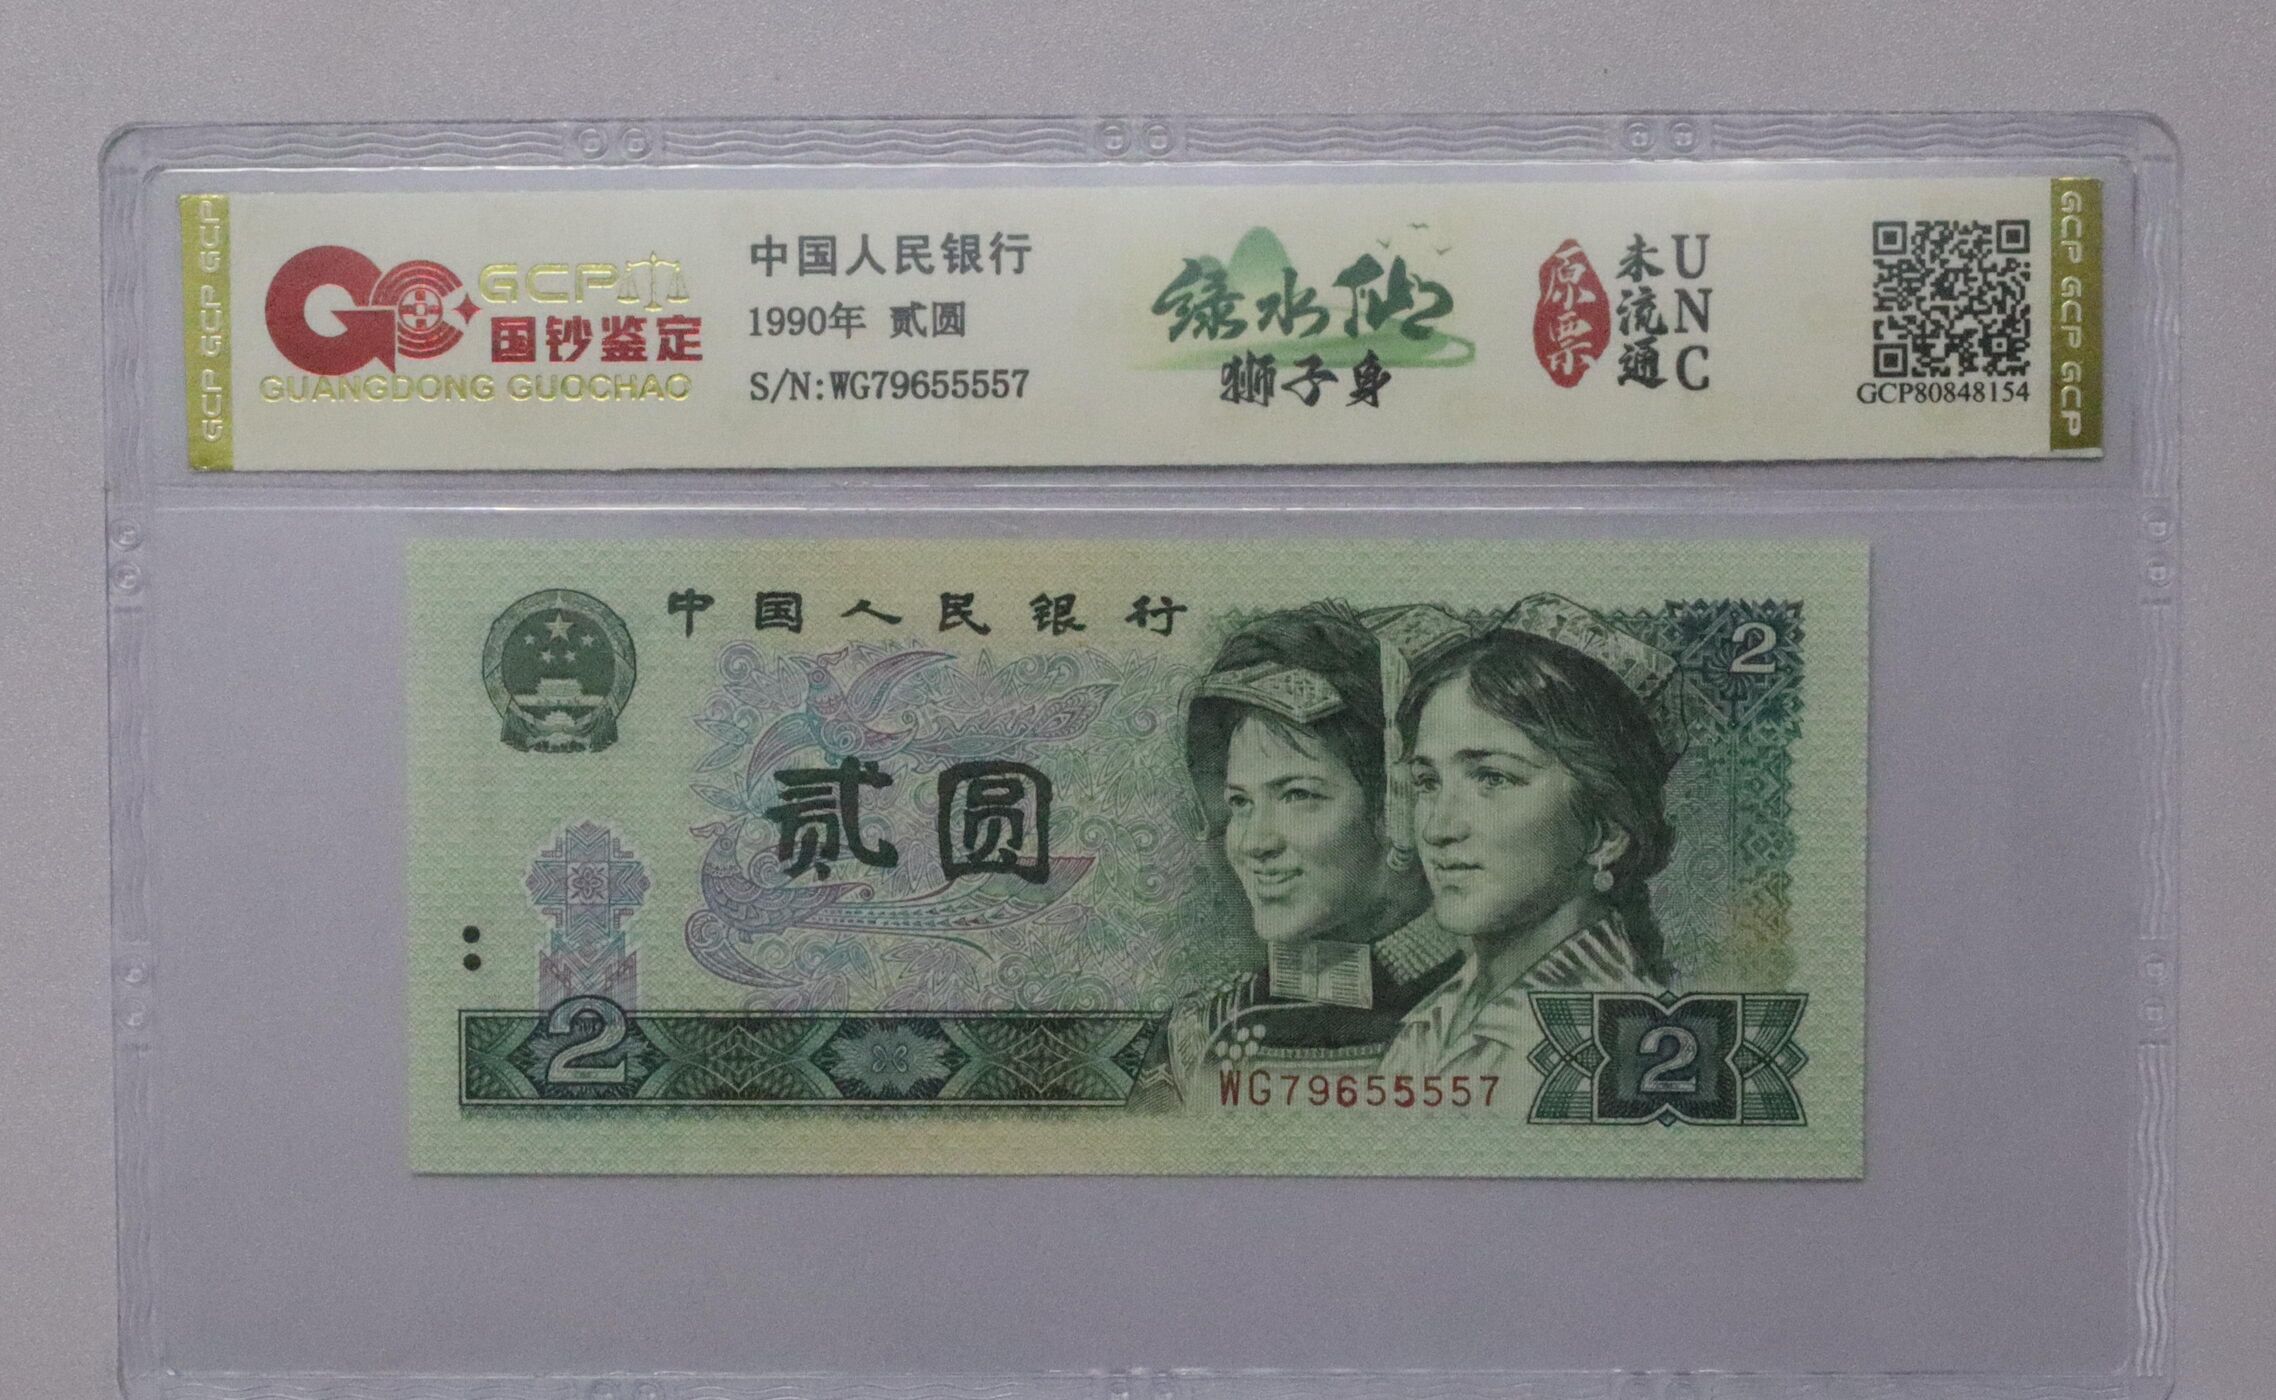 GCP GCP GCP
GCP
国钞鉴定
GUANGDONG GUOCHAO
中国人民银行
1990年 贰圆
S/N:WG79655557
绿水仙
狮子身
原票
未流通
UNC
GCP80848154
GCP GCP GCP
中国人民银行
2
贰圆
2
WG79655557
2